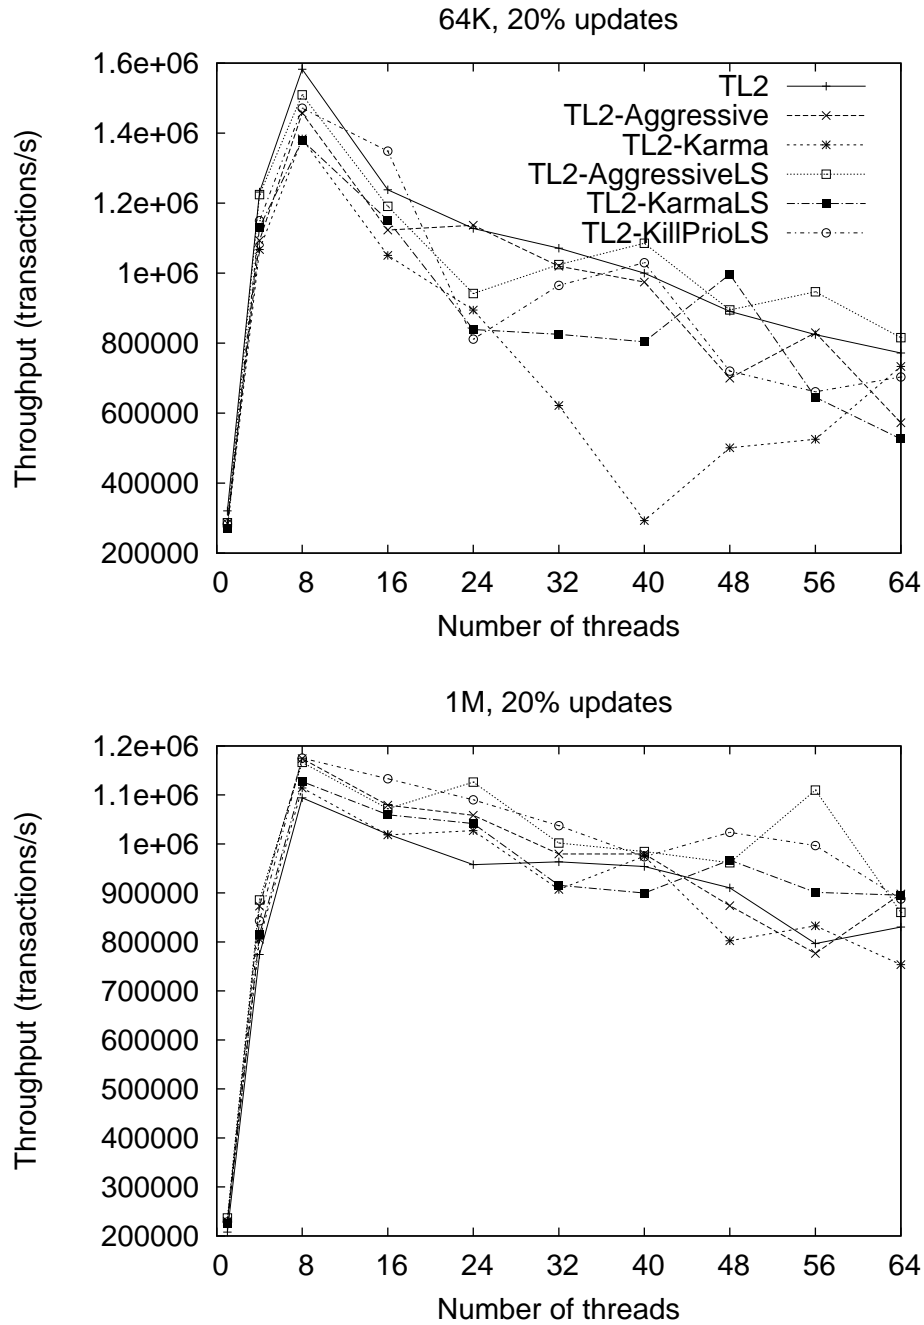 64K, 20% updates
Throughput (transactions/s)
1.6e+06
1.4e+06
1.2e+06
1e+06
800000
600000
400000
200000
TL2
TL2-Aggressive
TL2-Karma
TL2-AggressiveLS
TL2-KarmaLS
TL2-KillPrioLS
0 8 16 24 32 40 48 56 64
Number of threads
1M, 20% updates
Throughput (transactions/s)
1.2e+06
1.1e+06
1e+06
900000
800000
700000
600000
500000
400000
300000
200000
0 8 16 24 32 40 48 56 64
Number of threads